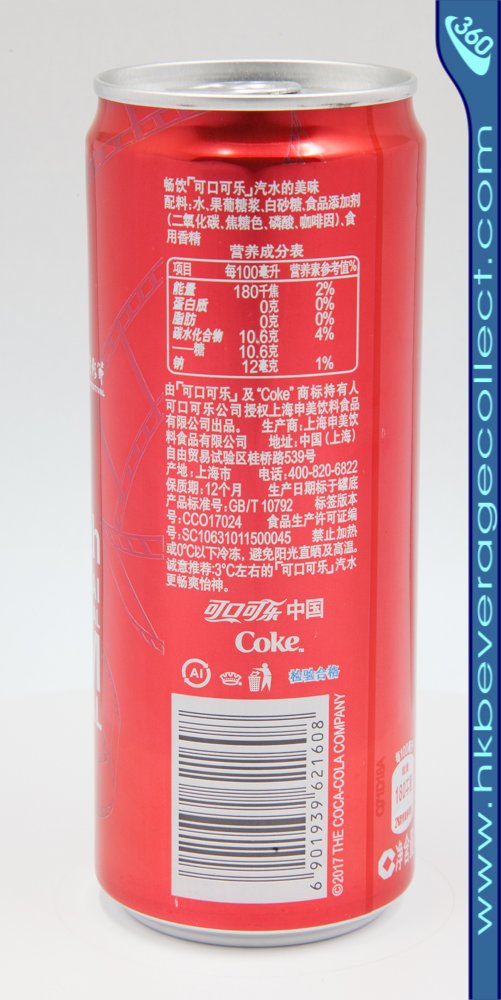 畅饮「可口可乐」汽水的美味
配料:水、果葡糖浆、白砂糖、食品添加剂
(二氧化碳、焦糖色、磷酸、咖啡因)、食
用香精
营养成分表
项目 每100毫升 营养素参考值%
能量 180千焦 2%
蛋白质 0克 0%
脂肪 0克 0%
碳水化合物 10.6克 4%
——糖 10.6克
钠 12毫克 1%
由「可口可乐」及“Coke”商标持有人
可口可乐公司授权上海申美饮料食品
有限公司出品。 生产商:上海申美饮
料食品有限公司 地址:中国(上海)
自由贸易试验区桂桥路539号
产地:上海市 电话:400-820-6822
保质期:12个月 生产日期标于罐底
产品标准号:GB/T 10792 标签版本
号:CCO17024 食品生产许可证编
号:SC10631011500045 禁止加热
或0°C以下冷冻,避免阳光直晒及高温。
诚意推荐:3°C左右的「可口可乐」汽水
更畅爽怡神。
可口可乐中国
Coke™
Al
检验合格
6 901939 621608
©2017 THE COCA-COLA COMPANY
净含
360
www.hkbeveragecollect.com